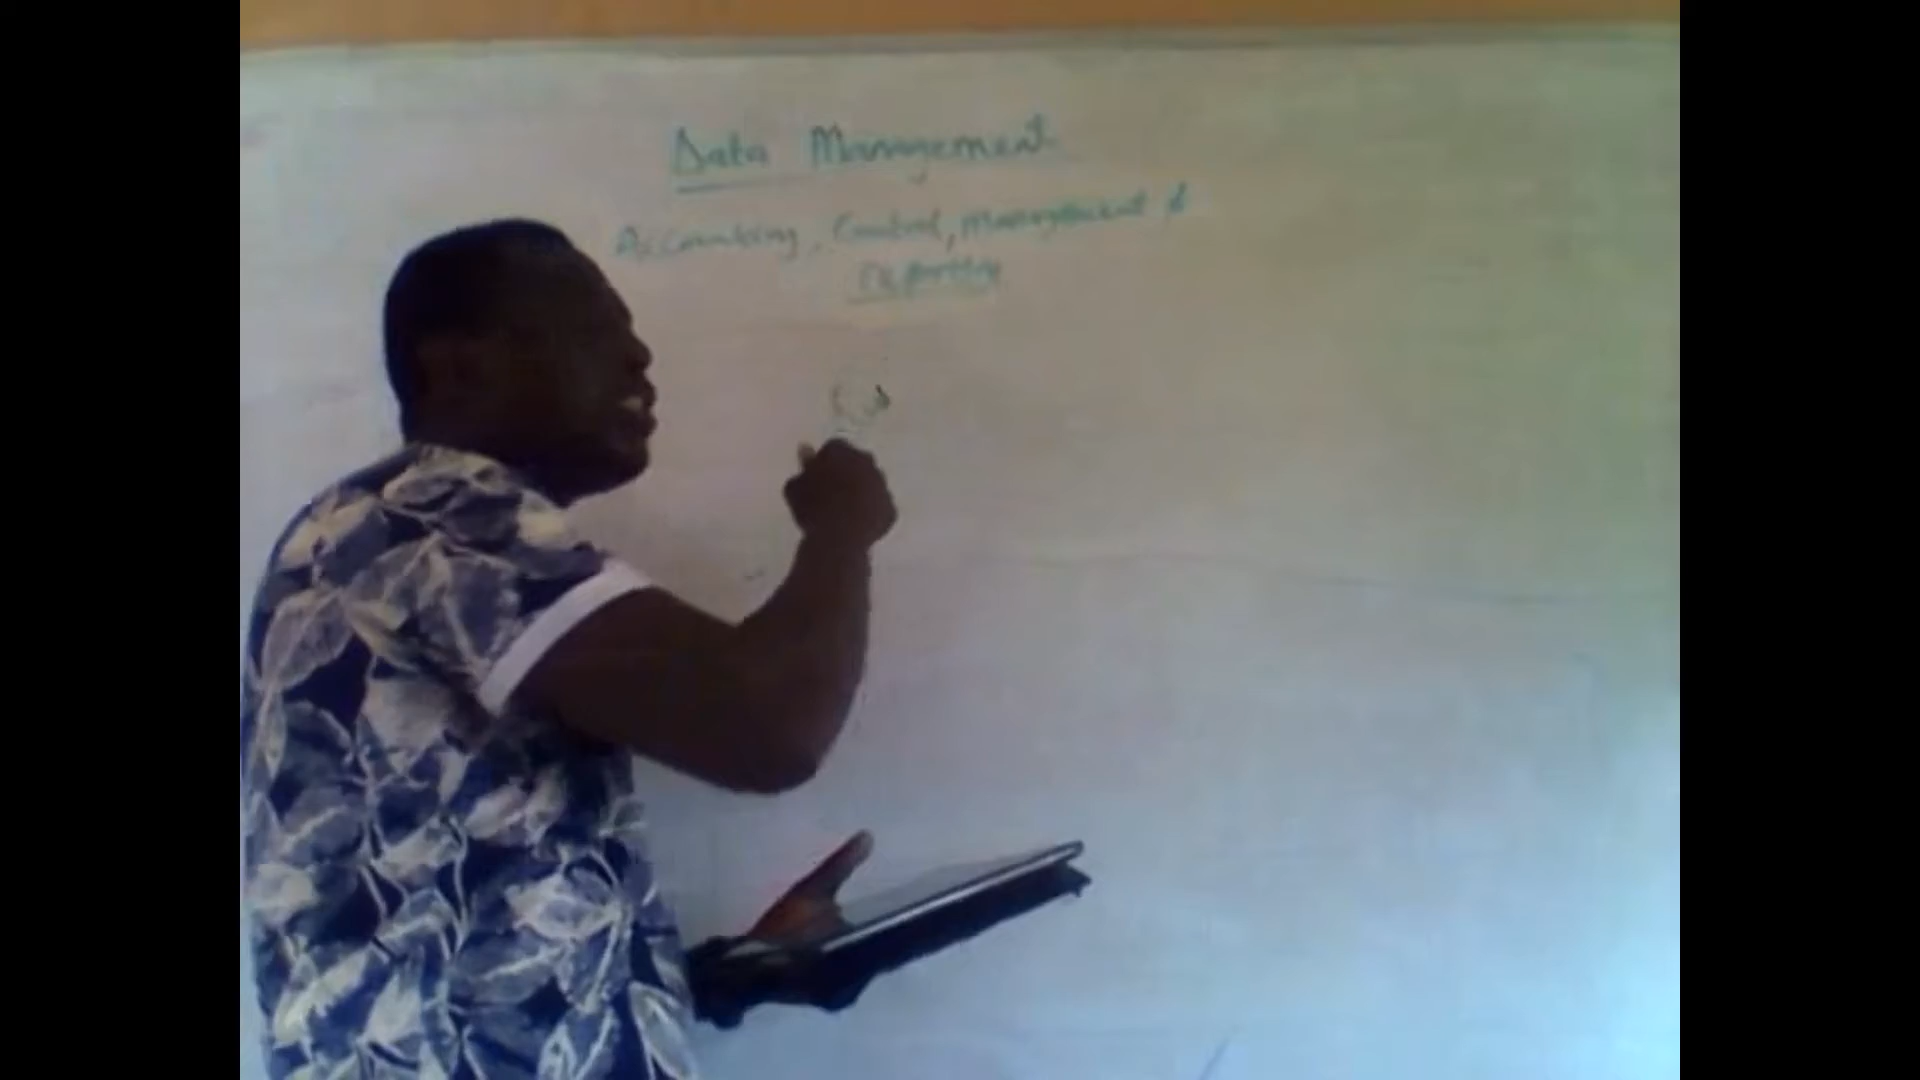 Data Management
Accounting, Control, Management &
Reporting